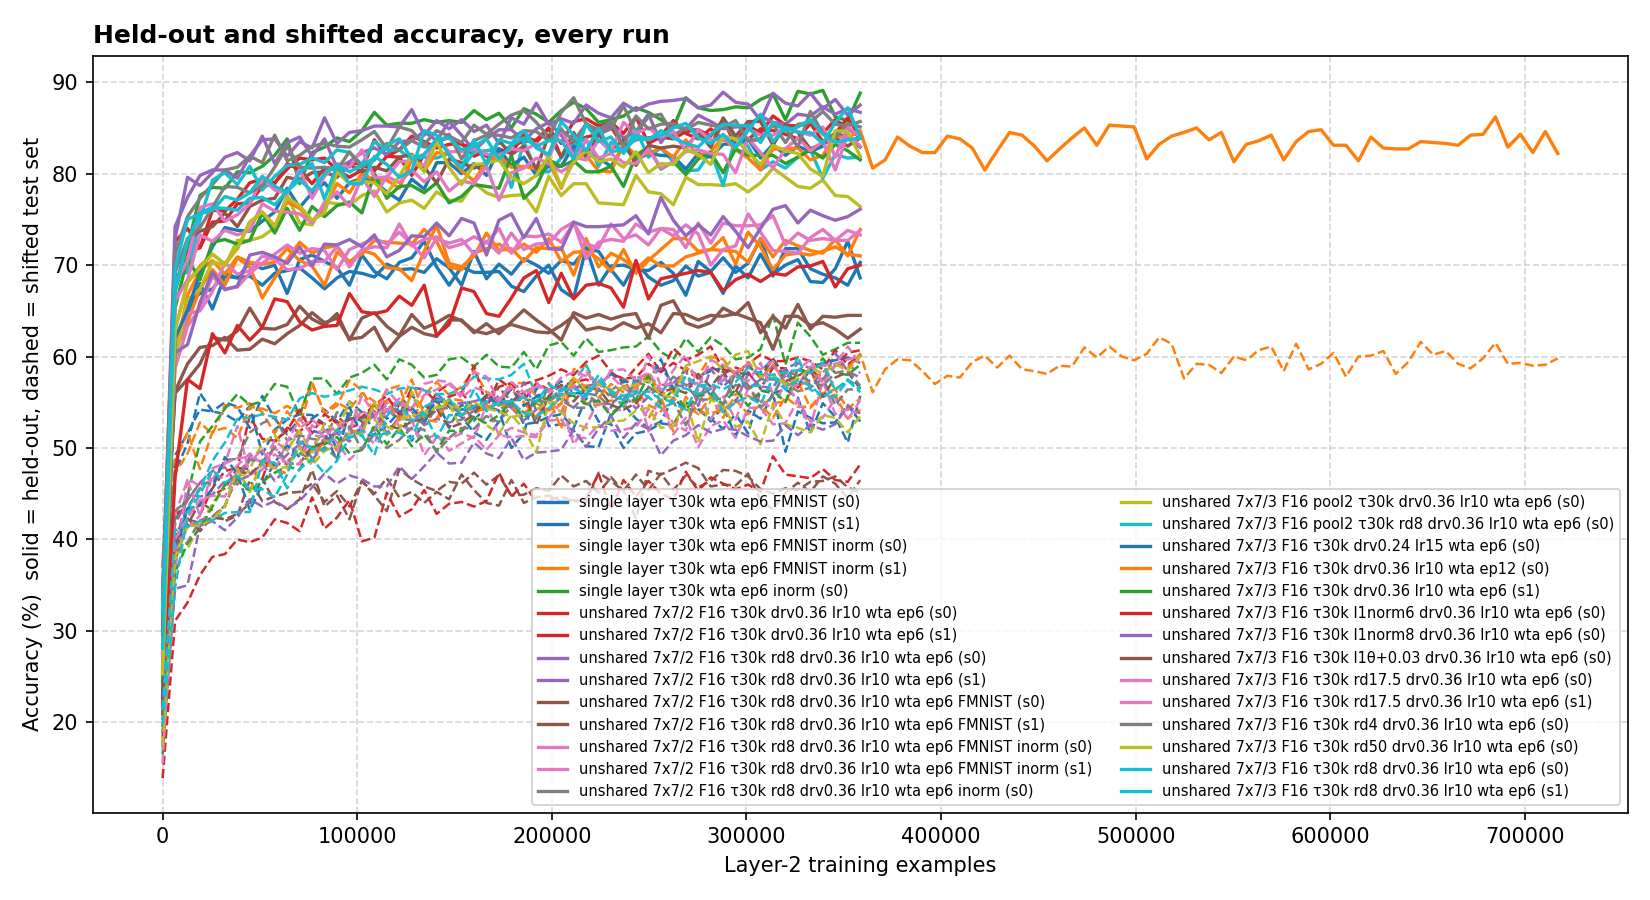 Held-out and shifted accuracy, every run
Accuracy (%)  solid = held-out, dashed = shifted test set
90
80
70
60
50
40
30
20
single layer τ30k wta ep6 FMNIST (s0)
single layer τ30k wta ep6 FMNIST (s1)
single layer τ30k wta ep6 FMNIST inorm (s0)
single layer τ30k wta ep6 FMNIST inorm (s1)
single layer τ30k wta ep6 inorm (s0)
unshared 7x7/2 F16 τ30k drv0.36 lr10 wta ep6 (s0)
unshared 7x7/2 F16 τ30k drv0.36 lr10 wta ep6 (s1)
unshared 7x7/2 F16 τ30k rd8 drv0.36 lr10 wta ep6 (s0)
unshared 7x7/2 F16 τ30k rd8 drv0.36 lr10 wta ep6 (s1)
unshared 7x7/2 F16 τ30k rd8 drv0.36 lr10 wta ep6 FMNIST (s0)
unshared 7x7/2 F16 τ30k rd8 drv0.36 lr10 wta ep6 FMNIST (s1)
unshared 7x7/2 F16 τ30k rd8 drv0.36 lr10 wta ep6 FMNIST inorm (s0)
unshared 7x7/2 F16 τ30k rd8 drv0.36 lr10 wta ep6 FMNIST inorm (s1)
unshared 7x7/2 F16 τ30k rd8 drv0.36 lr10 wta ep6 inorm (s0)
unshared 7x7/3 F16 pool2 τ30k drv0.36 lr10 wta ep6 (s0)
unshared 7x7/3 F16 pool2 τ30k rd8 drv0.36 lr10 wta ep6 (s0)
unshared 7x7/3 F16 τ30k drv0.24 lr15 wta ep6 (s0)
unshared 7x7/3 F16 τ30k drv0.36 lr10 wta ep12 (s0)
unshared 7x7/3 F16 τ30k drv0.36 lr10 wta ep6 (s1)
unshared 7x7/3 F16 τ30k l1norm6 drv0.36 lr10 wta ep6 (s0)
unshared 7x7/3 F16 τ30k l1norm8 drv0.36 lr10 wta ep6 (s0)
unshared 7x7/3 F16 τ30k l1θ+0.03 drv0.36 lr10 wta ep6 (s0)
unshared 7x7/3 F16 τ30k rd17.5 drv0.36 lr10 wta ep6 (s0)
unshared 7x7/3 F16 τ30k rd17.5 drv0.36 lr10 wta ep6 (s1)
unshared 7x7/3 F16 τ30k rd4 drv0.36 lr10 wta ep6 (s0)
unshared 7x7/3 F16 τ30k rd50 drv0.36 lr10 wta ep6 (s0)
unshared 7x7/3 F16 τ30k rd8 drv0.36 lr10 wta ep6 (s0)
unshared 7x7/3 F16 τ30k rd8 drv0.36 lr10 wta ep6 (s1)
0 100000 200000 300000 400000 500000 600000 700000
Layer-2 training examples